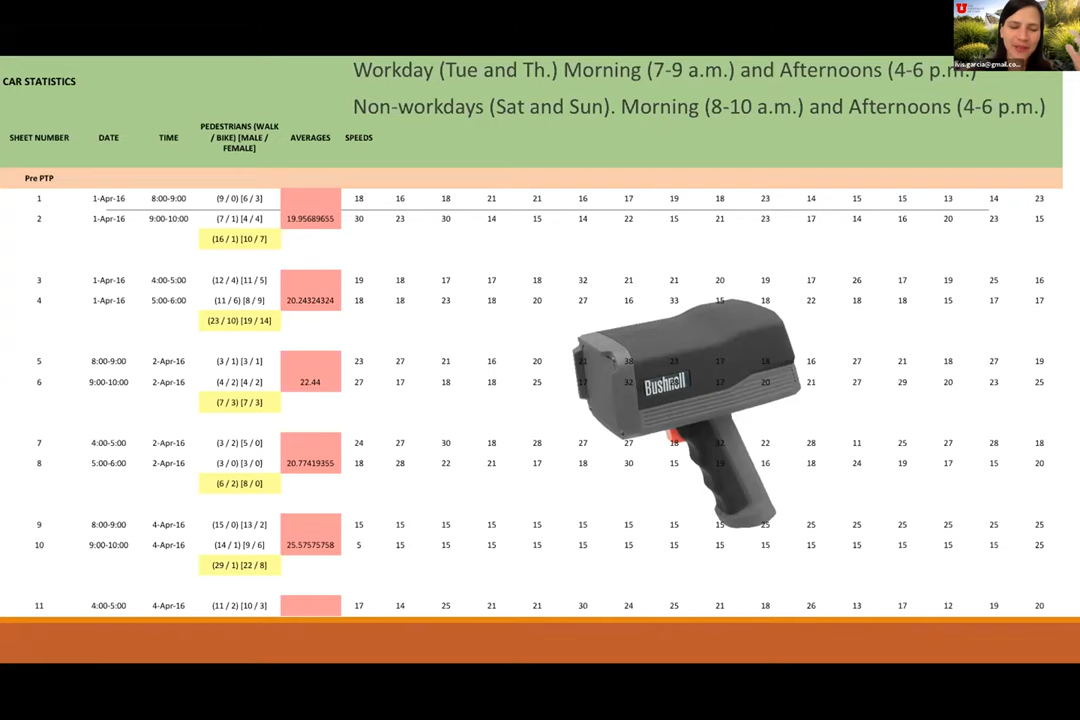 Workday (Tue and Th.) Morning (7-9 a.m.) and Afternoons (4-6 p.m.)
CAR STATISTICS
Non-workdays (Sat and Sun). Morning (8-10 a.m.) and Afternoons (4-6 p.m.)
SHEET NUMBER DATE TIME PEDESTRIANS (WALK / BIKE) [MALE / FEMALE] AVERAGES SPEEDS
Pre PTP
1 1-Apr-16 8:00-9:00 (9 / 0) [6 / 3] 18 16 18 21 21 16 17 19 18 23 14 15 15 13 14 23
2 1-Apr-16 9:00-10:00 (7 / 1) [4 / 4] 19.95689655 30 23 30 14 15 14 22 15 21 23 17 14 16 20 23 15
(16 / 1) [10 / 7]
3 1-Apr-16 4:00-5:00 (12 / 4) [11 / 5] 19 18 17 17 18 32 21 21 20 19 17 26 17 19 25 16
4 1-Apr-16 5:00-6:00 (11 / 6) [8 / 9] 20.24324324 18 18 23 18 20 27 16 33 15 18 22 18 18 15 17 17
(23 / 10) [19 / 14]
5 8:00-9:00 2-Apr-16 (3 / 1) [3 / 1] 23 27 21 16 20 21 38 23 17 18 16 27 21 18 27 19
6 9:00-10:00 2-Apr-16 (4 / 2) [4 / 2] 22.44 27 17 18 18 25 17 32 17 20 21 27 29 20 23 25
Bushnell
(7 / 3) [7 / 3]
7 4:00-5:00 2-Apr-16 (3 / 2) [5 / 0] 24 27 30 18 28 27 27 18 32 22 28 11 25 27 28 18
8 5:00-6:00 2-Apr-16 (3 / 0) [3 / 0] 20.77419355 18 28 22 21 17 18 30 15 19 16 18 24 19 17 15 20
(6 / 2) [8 / 0]
9 8:00-9:00 4-Apr-16 (15 / 0) [13 / 2] 15 15 15 15 15 15 15 15 15 25 25 25 25 25 25 25
10 9:00-10:00 4-Apr-16 (14 / 1) [9 / 6] 25.57575758 5 15 15 15 15 15 15 15 15 15 15 15 15 15 15 25
(29 / 1) [22 / 8]
11 4:00-5:00 4-Apr-16 (11 / 2) [10 / 3] 17 14 25 21 21 30 24 25 21 18 26 13 17 12 19 20